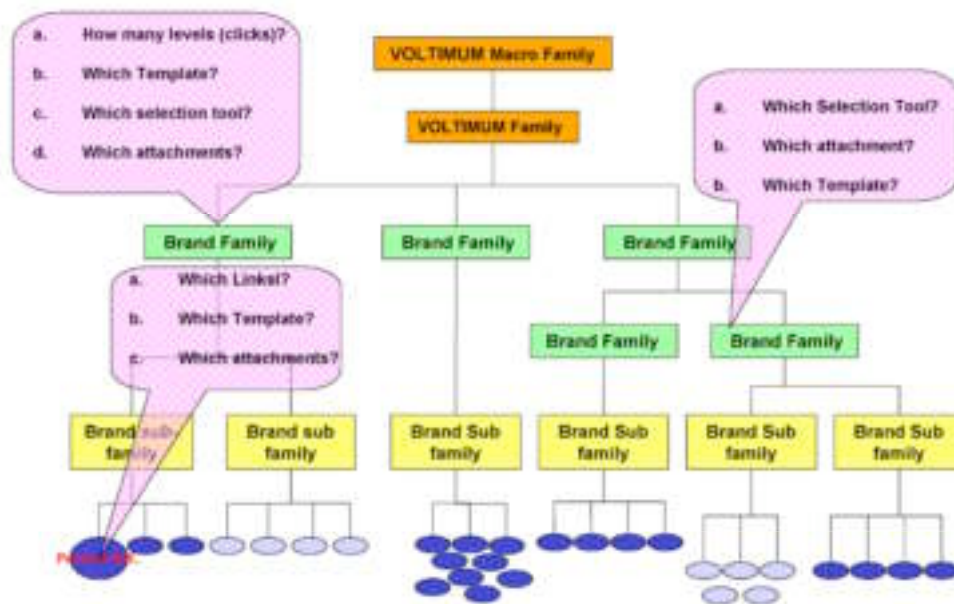 a. How many levels (clicks)?
b. Which Template?
c. Which selection tool?
d. Which attachments?
VOLTIMUM Macro Family
VOLTIMUM Family
a. Which Selection Tool?
b. Which attachment?
b. Which Template?
Brand Family
Brand Family
Brand Family
a. Which Links!?
b. Which Template?
c. Which attachments?
Brand Family
Brand Family
Brand sub-
family
Brand sub
family
Brand Sub
family
Brand Sub
family
Brand Sub
family
Brand Sub
family